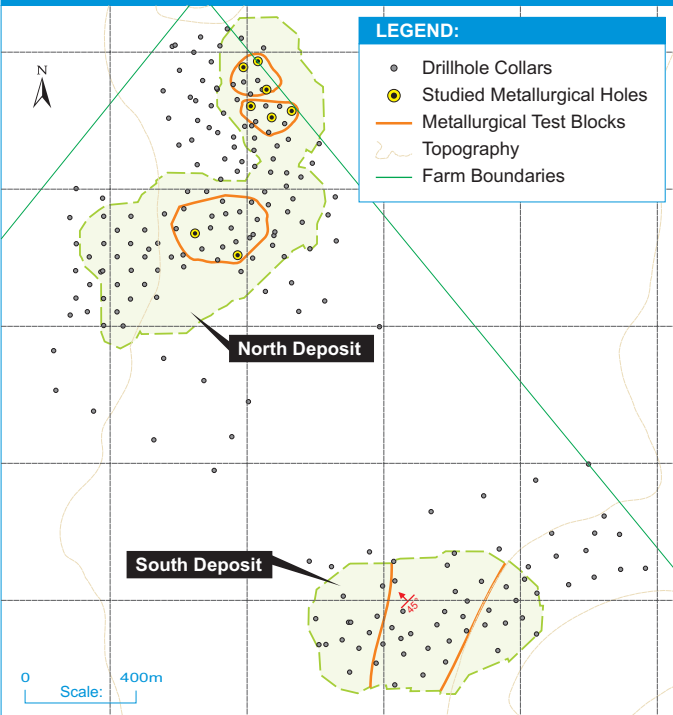 LEGEND:
N
Drillhole Collars
Studied Metallurgical Holes
Metallurgical Test Blocks
Topography
Farm Boundaries
North Deposit
South Deposit
45°
0 400m
Scale: